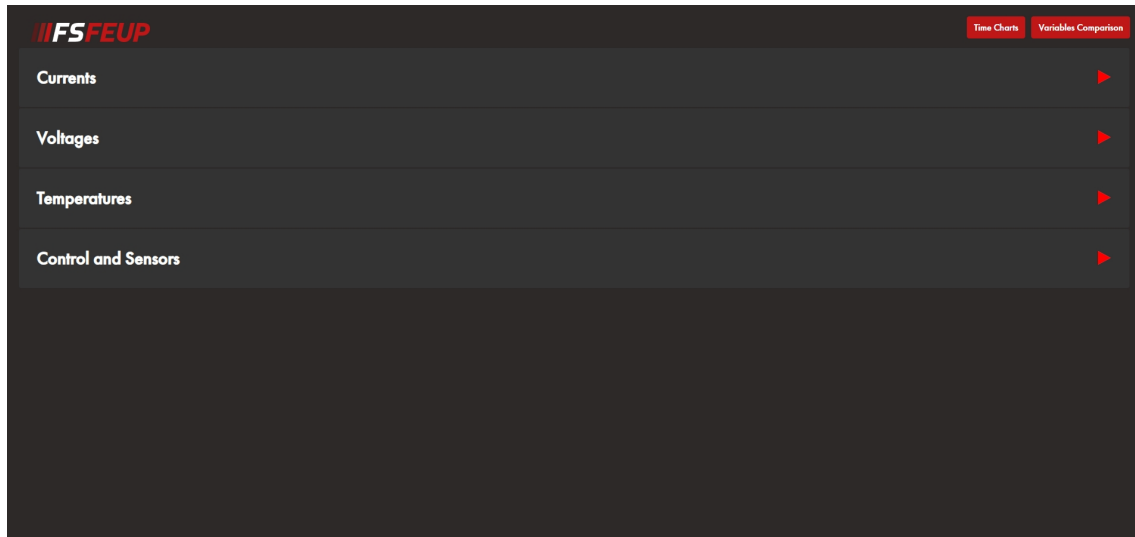 FSFEUP
Time Charts
Variables Comparison
Currents
Voltages
Temperatures
Control and Sensors